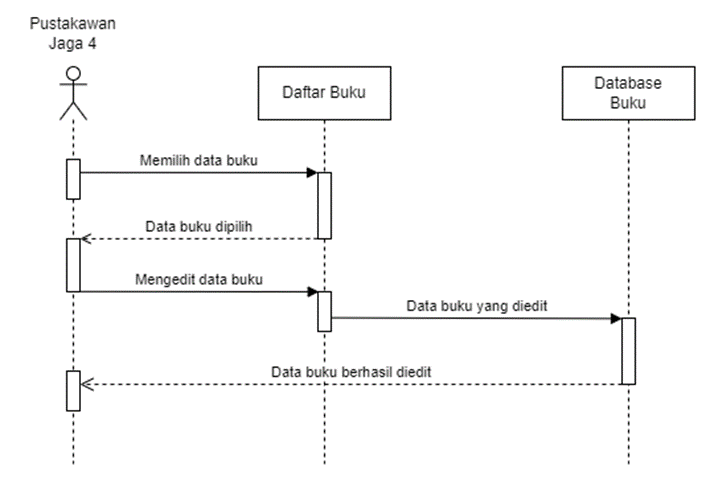 Pustakawan
Jaga 4
Daftar Buku
Database
Buku
Memilih data buku
Data buku dipilih
Mengedit data buku
Data buku yang diedit
Data buku berhasil diedit